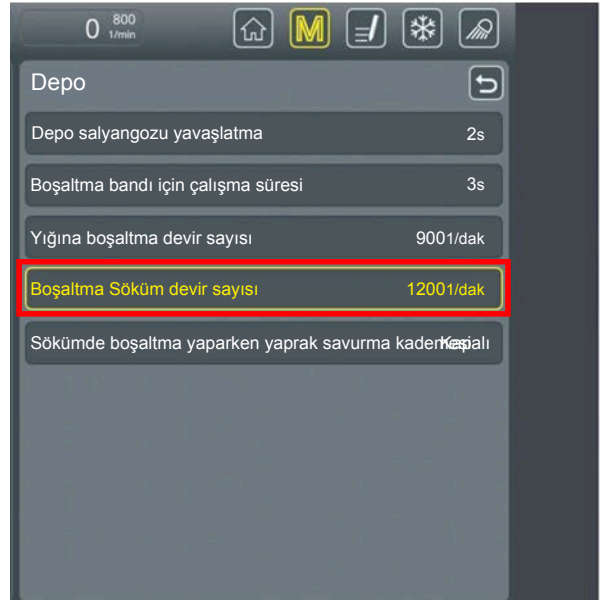 0 800 1/min
M
Depo
Depo salyangozu yavaşlatma 2s
Boşaltma bandı için çalışma süresi 3s
Yığına boşaltma devir sayısı 9001/dak
Boşaltma Söküm devir sayısı 12001/dak
Sökümde boşaltma yaparken yaprak savurma kademesi Kapalı